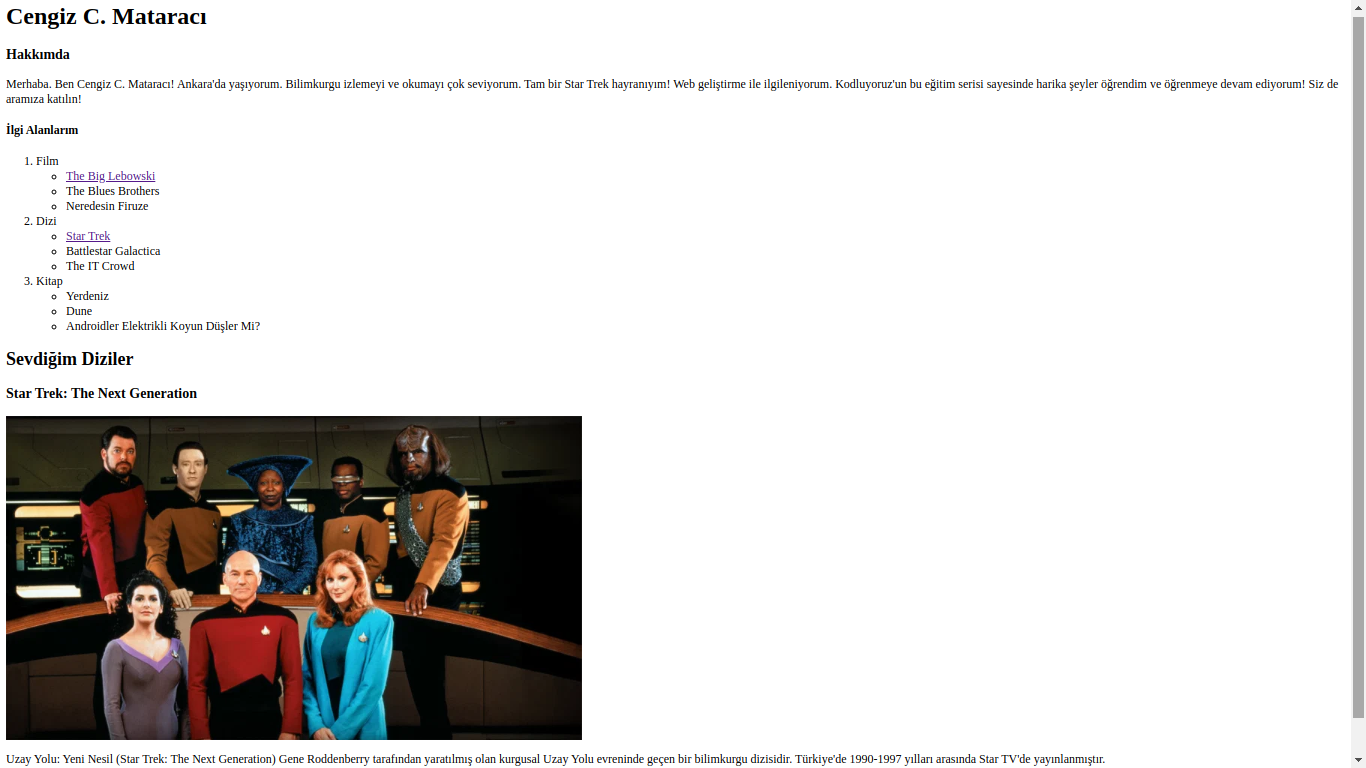 Cengiz C. Mataracı
Hakkımda
Merhaba. Ben Cengiz C. Mataracı! Ankara'da yaşıyorum. Bilimkurgu izlemeyi ve okumayı çok seviyorum. Tam bir Star Trek hayranıyım! Web geliştirme ile ilgileniyorum. Kodluyoruz'un bu eğitim serisi sayesinde harika şeyler öğrendim ve öğrenmeye devam ediyorum! Siz de
aramıza katılın!
İlgi Alanlarım
1. Film
The Big Lebowski
The Blues Brothers
Neredesin Firuze
2. Dizi
Star Trek
Battlestar Galactica
The IT Crowd
3. Kitap
Yerdeniz
Dune
Androidler Elektrikli Koyun Düşler Mi?
Sevdiğim Diziler
Star Trek: The Next Generation
Uzay Yolu: Yeni Nesil (Star Trek: The Next Generation) Gene Roddenberry tarafından yaratılmış olan kurgusal Uzay Yolu evreninde geçen bir bilimkurgu dizisidir. Türkiye'de 1990-1997 yılları arasında Star TV'de yayınlanmıştır.